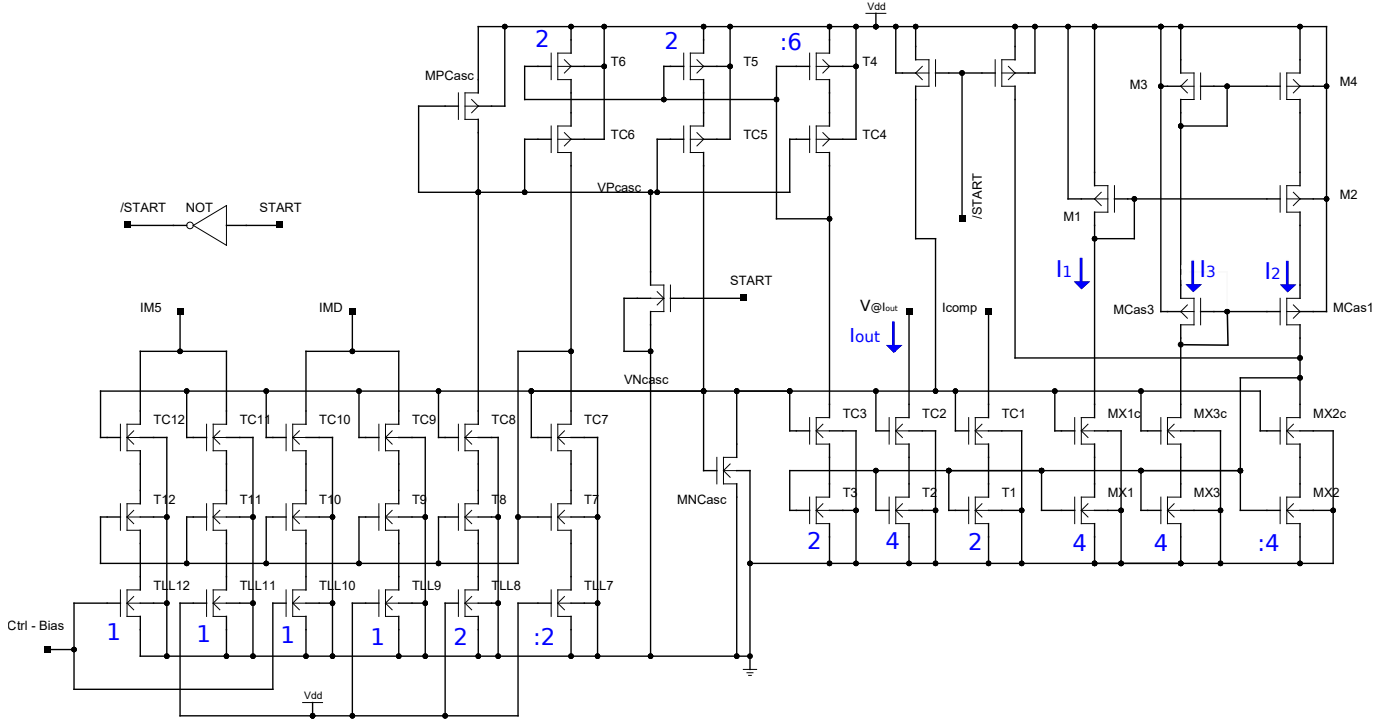 Vdd
2 2 :6
T6 T5 T4
MPCasc
M3 M4
TC6 TC5 TC4
VPcasc
/START
M1 M2
/START NOT START
I1 I3 I2
START
IM5 IMD
V@Iout Icomp
MCas3 MCas1
Iout
VNcasc
TC12 TC11 TC10 TC9 TC8 TC7
TC3 TC2 TC1 MX1c MX3c MX2c
T12 T11 T10 T9 T8 T7
MNCasc
T3 T2 T1 MX1 MX3 MX2
2 4 2 4 4 :4
TLL12 TLL11 TLL10 TLL9 TLL8 TLL7
Ctrl - Bias
1 1 1 1 2 :2
Vdd